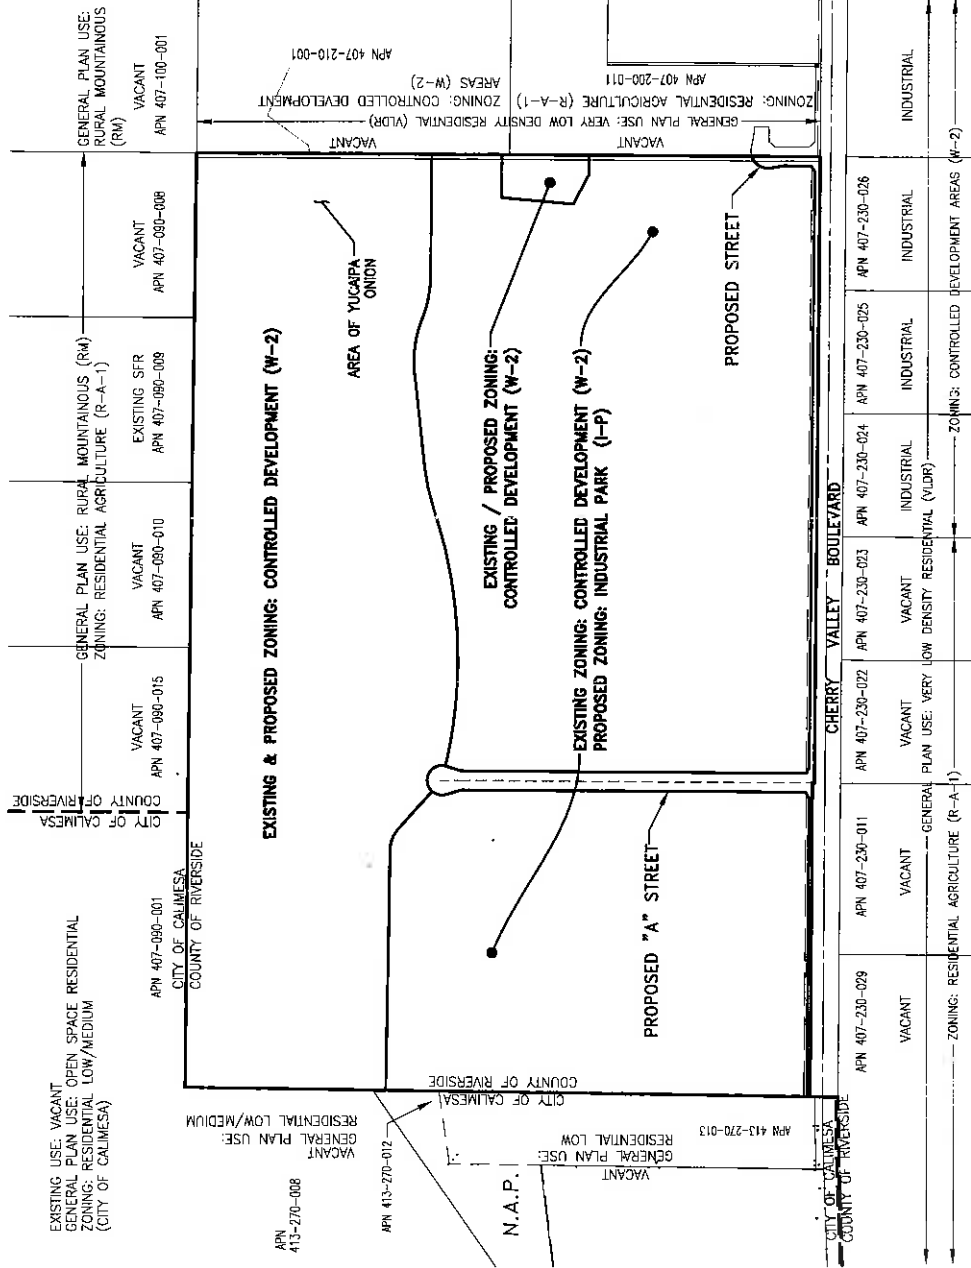 EXISTING USE: VACANT
GENERAL PLAN USE: OPEN SPACE RESIDENTIAL
ZONING: RESIDENTIAL LOW/MEDIUM
(CITY OF CALIMESA)
APN 407-090-001
CITY OF CALIMESA
COUNTY OF RIVERSIDE
CITY OF CALIMESA
COUNTY OF RIVERSIDE
GENERAL PLAN USE: RURAL MOUNTAINOUS (RM)
ZONING: RESIDENTIAL AGRICULTURE (R-A-1)
VACANT
APN 407-090-015
VACANT
APN 407-090-010
EXISTING SFR
APN 407-090-009
VACANT
APN 407-090-008
GENERAL PLAN USE:
RURAL MOUNTAINOUS
(RM)
VACANT
APN 407-100-001
APN
413-270-008
VACANT
GENERAL PLAN USE:
RESIDENTIAL LOW/MEDIUM
APN 413-270-012
CITY OF CALIMESA
COUNTY OF RIVERSIDE
N.A.P.
VACANT
GENERAL PLAN USE:
RESIDENTIAL LOW
APN 413-270-013
EXISTING & PROPOSED ZONING: CONTROLLED DEVELOPMENT (W-2)
AREA OF YUCAIPA
ONION
EXISTING / PROPOSED ZONING:
CONTROLLED DEVELOPMENT (W-2)
EXISTING ZONING: CONTROLLED DEVELOPMENT (W-2)
PROPOSED ZONING: INDUSTRIAL PARK (I-P)
PROPOSED "A" STREET
PROPOSED STREET
VACANT
VACANT
GENERAL PLAN USE: VERY LOW DENSITY RESIDENTIAL (VLDR)
ZONING: CONTROLLED DEVELOPMENT
AREAS (W-2)
APN 407-210-001
ZONING: RESIDENTIAL AGRICULTURE (R-A-1)
APN 407-200-011
CITY OF CALIMESA
COUNTY OF RIVERSIDE
CHERRY VALLEY BOULEVARD
APN 407-230-029
VACANT
APN 407-230-011
VACANT
APN 407-230-022
VACANT
APN 407-230-023
VACANT
APN 407-230-024
INDUSTRIAL
APN 407-230-025
INDUSTRIAL
APN 407-230-026
INDUSTRIAL
INDUSTRIAL
GENERAL PLAN USE: VERY LOW DENSITY RESIDENTIAL (VLDR)
ZONING: RESIDENTIAL AGRICULTURE (R-A-1)
ZONING: CONTROLLED DEVELOPMENT AREAS (W-2)